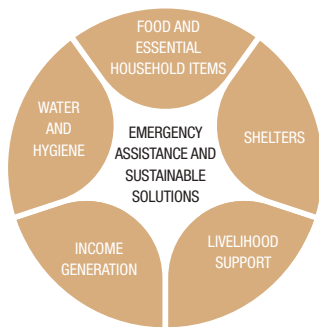 FOOD AND
ESSENTIAL
HOUSEHOLD ITEMS
WATER
AND
HYGIENE
EMERGENCY
ASSISTANCE AND
SUSTAINABLE
SOLUTIONS
SHELTERS
INCOME
GENERATION
LIVELIHOOD
SUPPORT